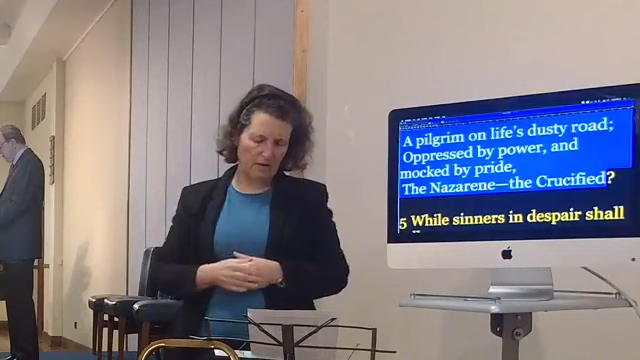 A pilgrim on life's dusty road;
Oppressed by power, and
mocked by pride,
The Nazarene—the Crucified?
5 While sinners in despair shall